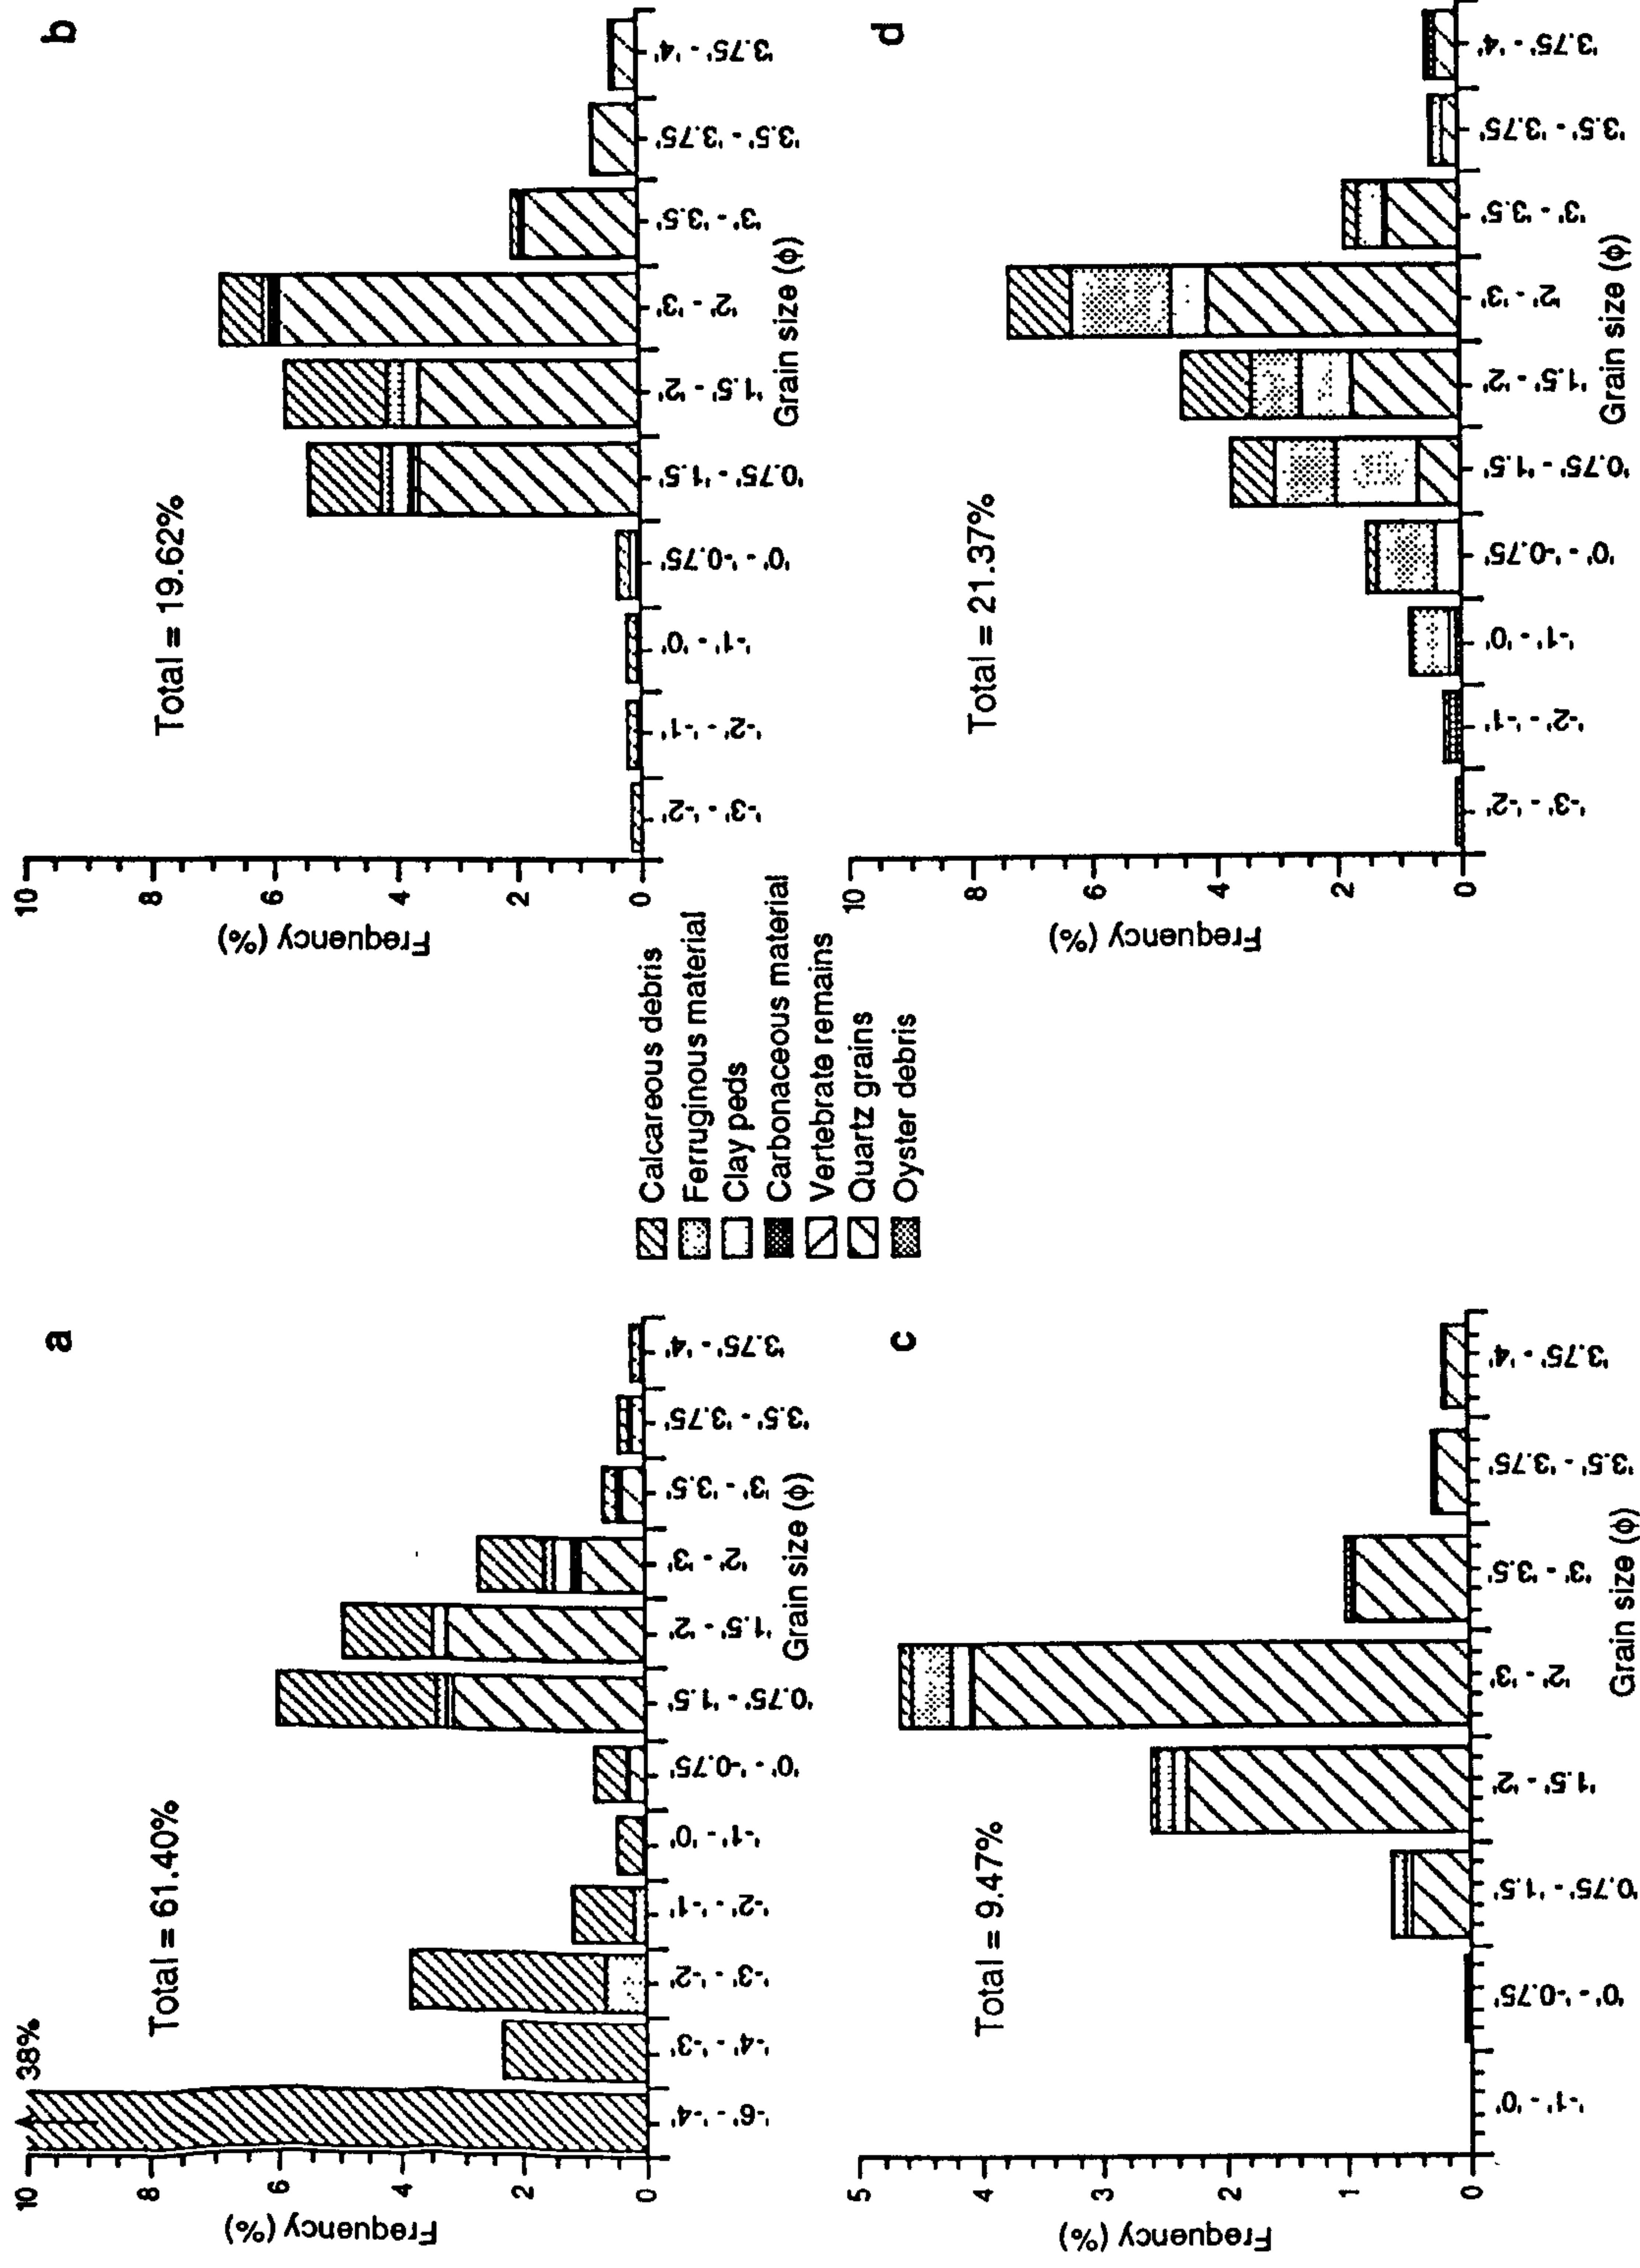 a
38%
Total = 61.40%
Frequency (%)
10
8
6
4
2
0
'-6' - '-4'
'-4' - '-3'
'-3' - '-2'
'-2' - '-1'
'-1' - '0'
'0' - '-0.75'
'0.75' - '1.5'
'1.5' - '2'
'2' - '3'
'3' - '3.5'
'3.5' - '3.75'
'3.75' - '4'
Grain size (ϕ)
b
Total = 19.62%
Frequency (%)
10
8
6
4
2
0
'-3' - '-2'
'-2' - '-1'
'-1' - '0'
'0' - '-0.75'
'0.75' - '1.5'
'1.5' - '2'
'2' - '3'
'3' - '3.5'
'3.5' - '3.75'
'3.75' - '4'
Grain size (ϕ)
Calcareous debris
Ferruginous material
Clay peds
Carbonaceous material
Vertebrate remains
Quartz grains
Oyster debris
c
Total = 9.47%
Frequency (%)
5
4
3
2
1
0
'-1' - '0'
'0' - '-0.75'
'0.75' - '1.5'
'1.5' - '2'
'2' - '3'
'3' - '3.5'
'3.5' - '3.75'
'3.75' - '4'
Grain size (ϕ)
d
Total = 21.37%
Frequency (%)
10
8
6
4
2
0
'-3' - '-2'
'-2' - '-1'
'-1' - '0'
'0' - '-0.75'
'0.75' - '1.5'
'1.5' - '2'
'2' - '3'
'3' - '3.5'
'3.5' - '3.75'
'3.75' - '4'
Grain size (ϕ)